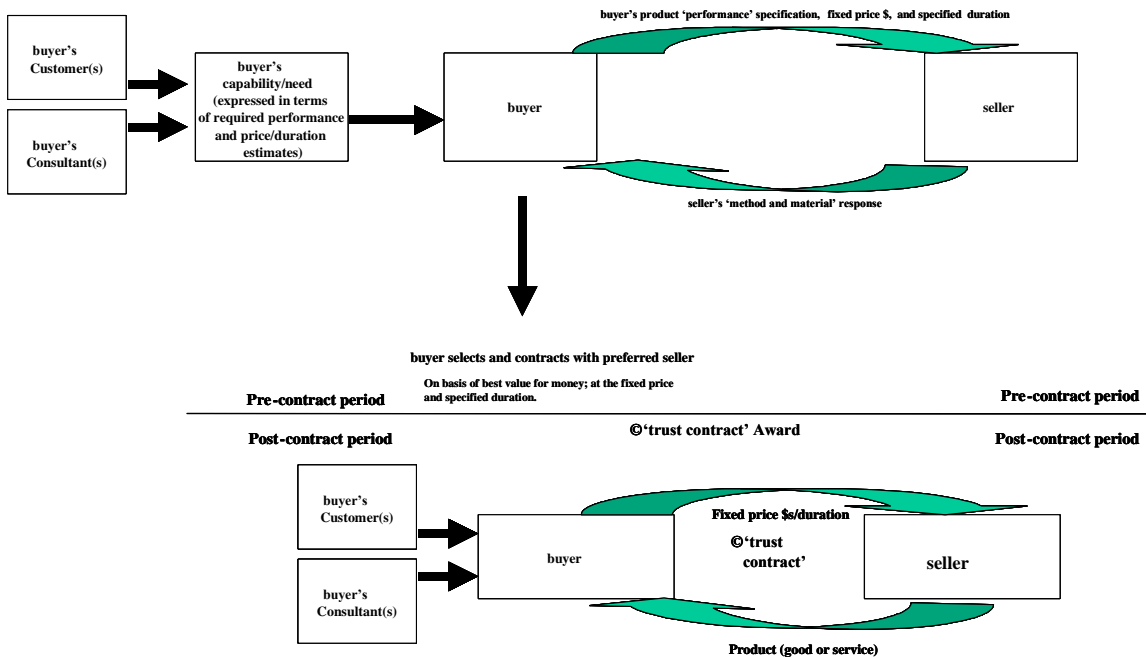 buyer's product 'performance' specification, fixed price $, and specified duration
buyer's
Customer(s)
buyer's
Consultant(s)
buyer's
capability/need
(expressed in terms
of required performance
and price/duration
estimates)
buyer
seller
seller's 'method and material' response
buyer selects and contracts with preferred seller
On basis of best value for money; at the fixed price
and specified duration.
Pre-contract period
Pre-contract period
©'trust contract' Award
Post-contract period
Post-contract period
buyer's
Customer(s)
buyer's
Consultant(s)
buyer
Fixed price $s/duration
©'trust
contract'
seller
Product (good or service)